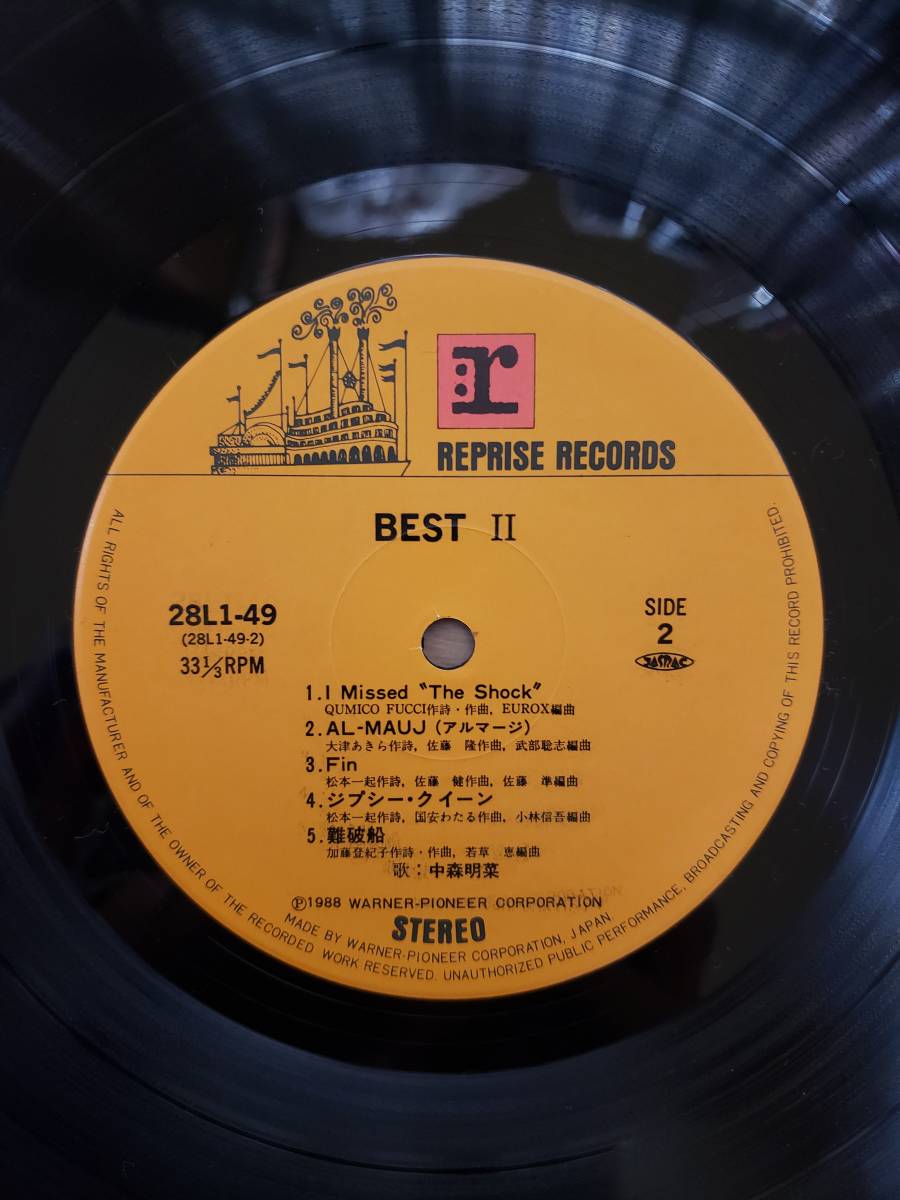 r
REPRISE RECORDS
BEST II
28L1-49
(28L1-49-2)
33⅓RPM
SIDE
2
JASRAC
1.I Missed〝The Shock〟
QUMICO FUCCI作詩・作曲, EUROX編曲
2.AL-MAUJ(アルマージ)
大津あきら作詩, 佐藤 隆作曲, 武部聡志編曲
3.Fin
松本一起作詩, 佐藤 健作曲, 佐藤 準編曲
4.ジプシー・クイーン
松本一起作詩, 国安わたる作曲, 小林信吾編曲
5.難破船
加藤登紀子作詩・作曲, 若草 恵編曲
歌:中森明菜
Ⓟ1988 WARNER-PIONEER CORPORATION
STEREO
MADE BY WARNER-PIONEER CORPORATION, JAPAN.
ALL RIGHTS OF THE MANUFACTURER AND OF THE OWNER OF THE RECORDED WORK RESERVED. UNAUTHORIZED PUBLIC PERFORMANCE, BROADCASTING AND COPYING OF THIS RECORD PROHIBITED.